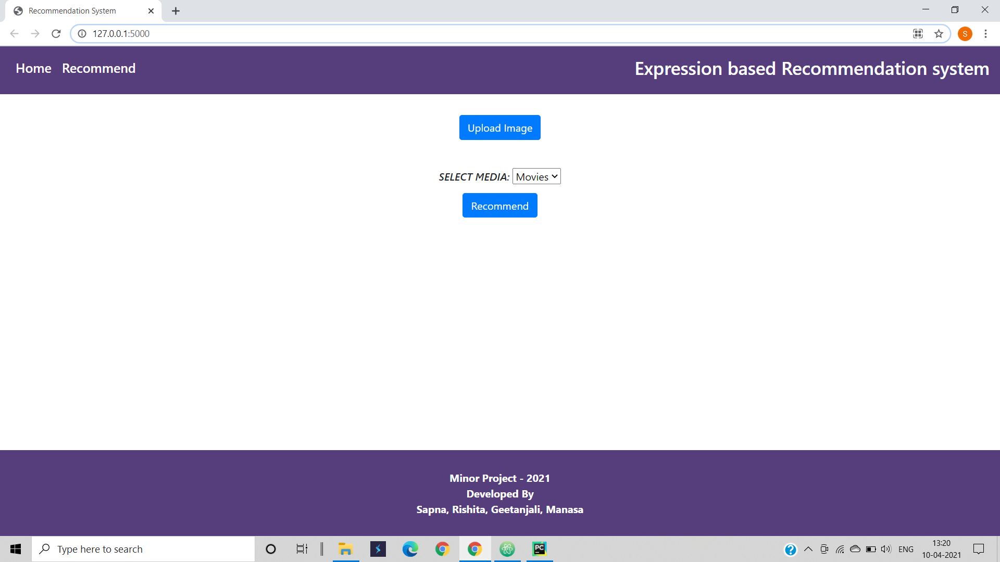 Recommendation System
127.0.0.1:5000
S
Home Recommend
Expression based Recommendation system
Upload Image
SELECT MEDIA: Movies
Recommend
Minor Project - 2021
Developed By
Sapna, Rishita, Geetanjali, Manasa
Type here to search
PC
ENG
13:20
10-04-2021